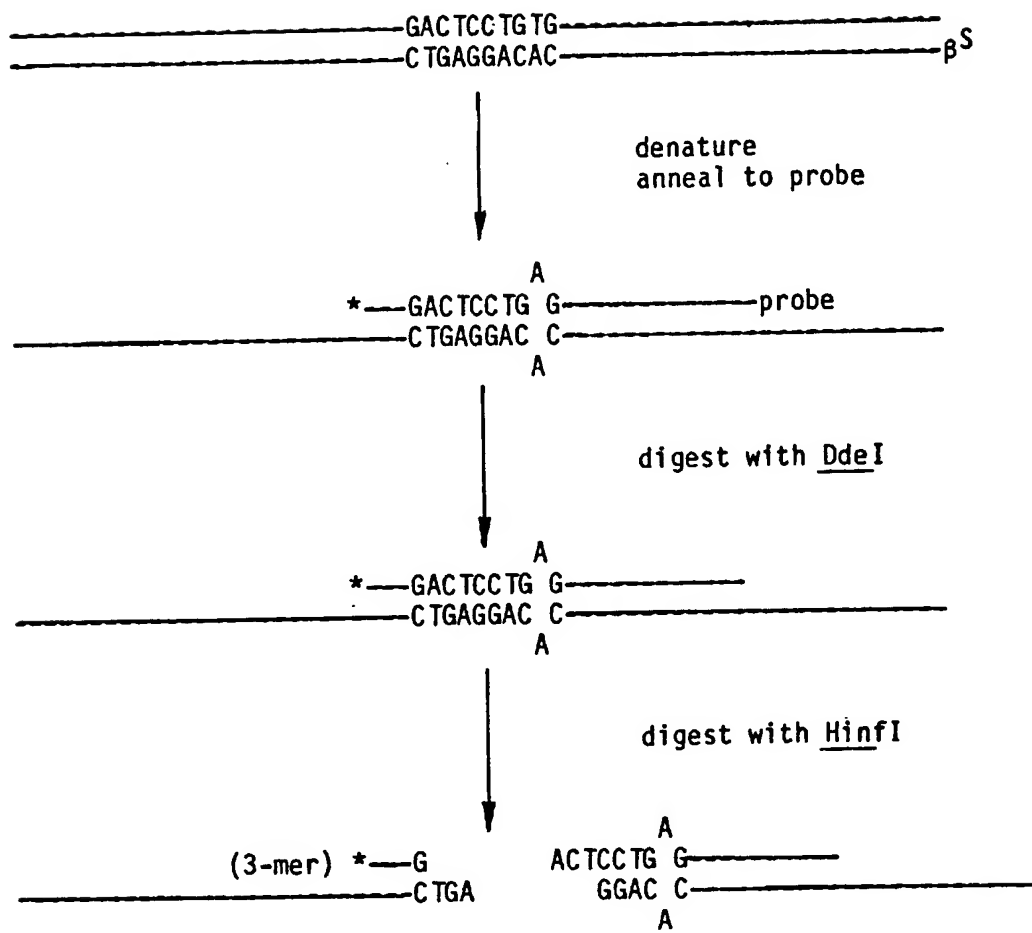 GACTCCTGTG
CTGAGGACAC
βS
denature
anneal to probe
A
*—GACTCCTG G—probe
CTGAGGAC C
A
digest with DdeI
A
*—GACTCCTG G
CTGAGGAC C
A
digest with HinfI
A
(3-mer) *—G ACTCCTG G
CTGA GGAC C
A